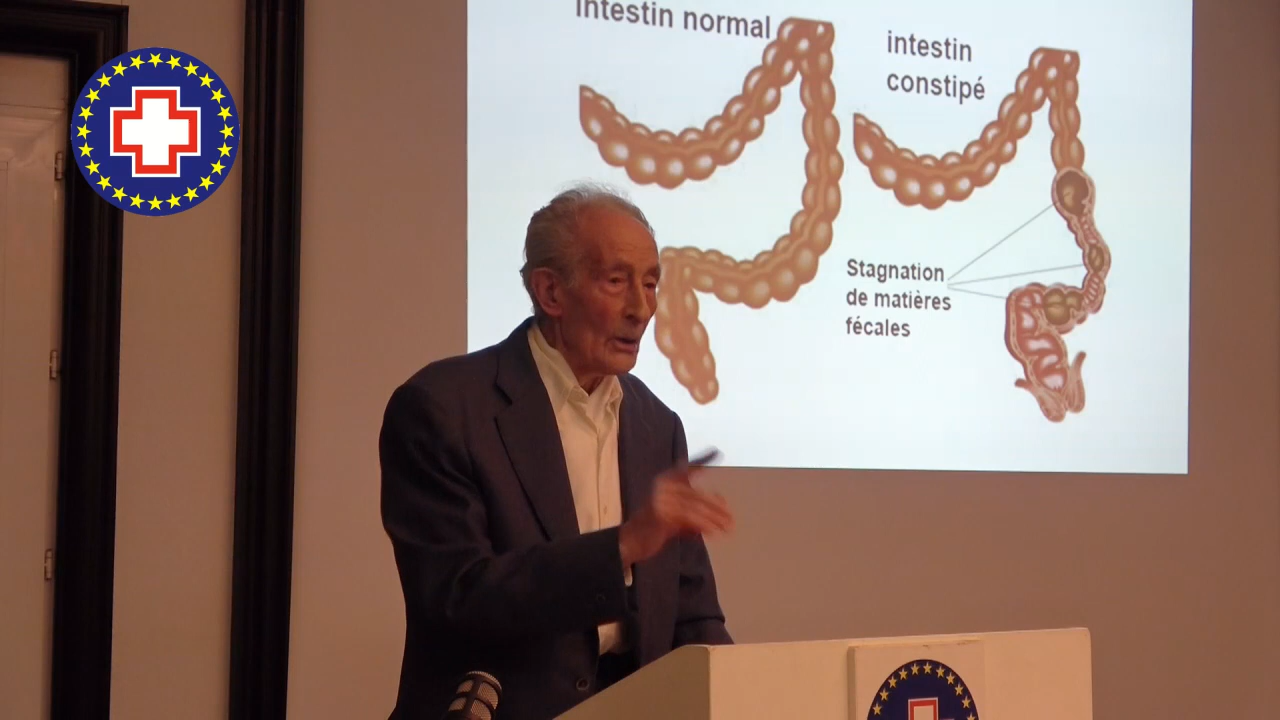 Intestin normal
intestin
constipé
Stagnation
de matières
fécales